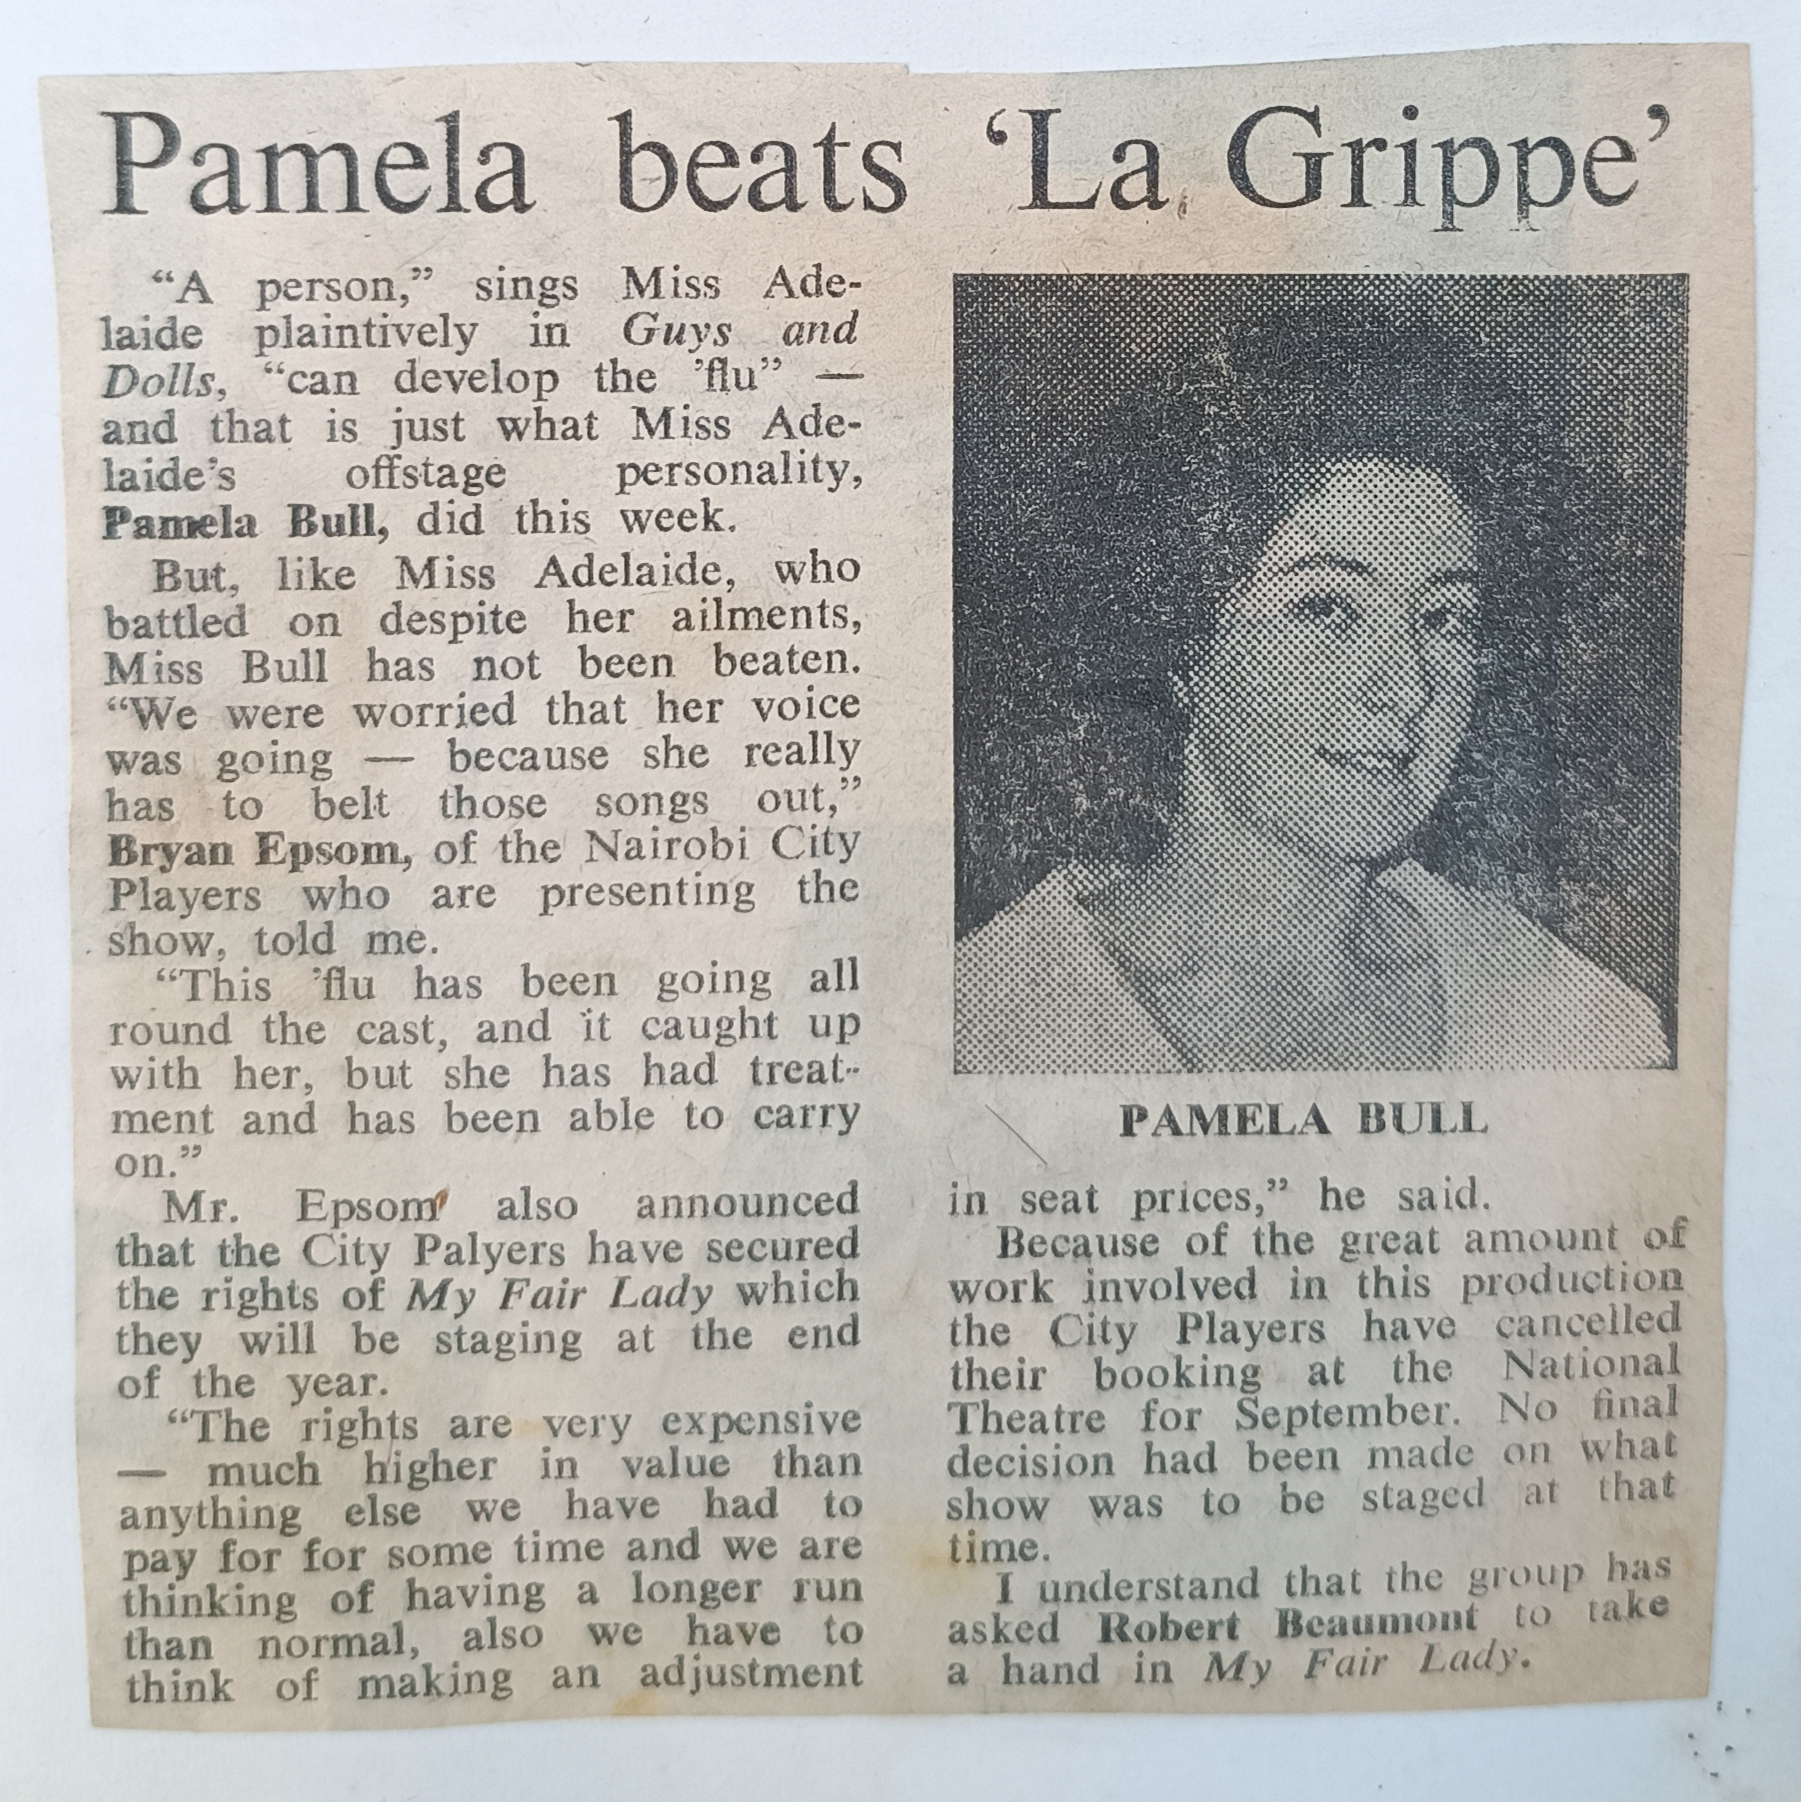 Pamela beats ‘La Grippe’
“A person,” sings Miss Ade-
laide plaintively in Guys and
Dolls, “can develop the ’flu” —
and that is just what Miss Ade-
laide’s offstage personality,
Pamela Bull, did this week.
But, like Miss Adelaide, who
battled on despite her ailments,
Miss Bull has not been beaten.
“We were worried that her voice
was going — because she really
has to belt those songs out,”
Bryan Epsom, of the Nairobi City
Players who are presenting the
show, told me.
“This ’flu has been going all
round the cast, and it caught up
with her, but she has had treat-
ment and has been able to carry
on.”
Mr. Epsom also announced
that the City Palyers have secured
the rights of My Fair Lady which
they will be staging at the end
of the year.
“The rights are very expensive
— much higher in value than
anything else we have had to
pay for for some time and we are
thinking of having a longer run
than normal, also we have to
think of making an adjustment
PAMELA BULL
in seat prices,” he said.
Because of the great amount of
work involved in this production
the City Players have cancelled
their booking at the National
Theatre for September. No final
decision had been made on what
show was to be staged at that
time.
I understand that the group has
asked Robert Beaumont to take
a hand in My Fair Lady.